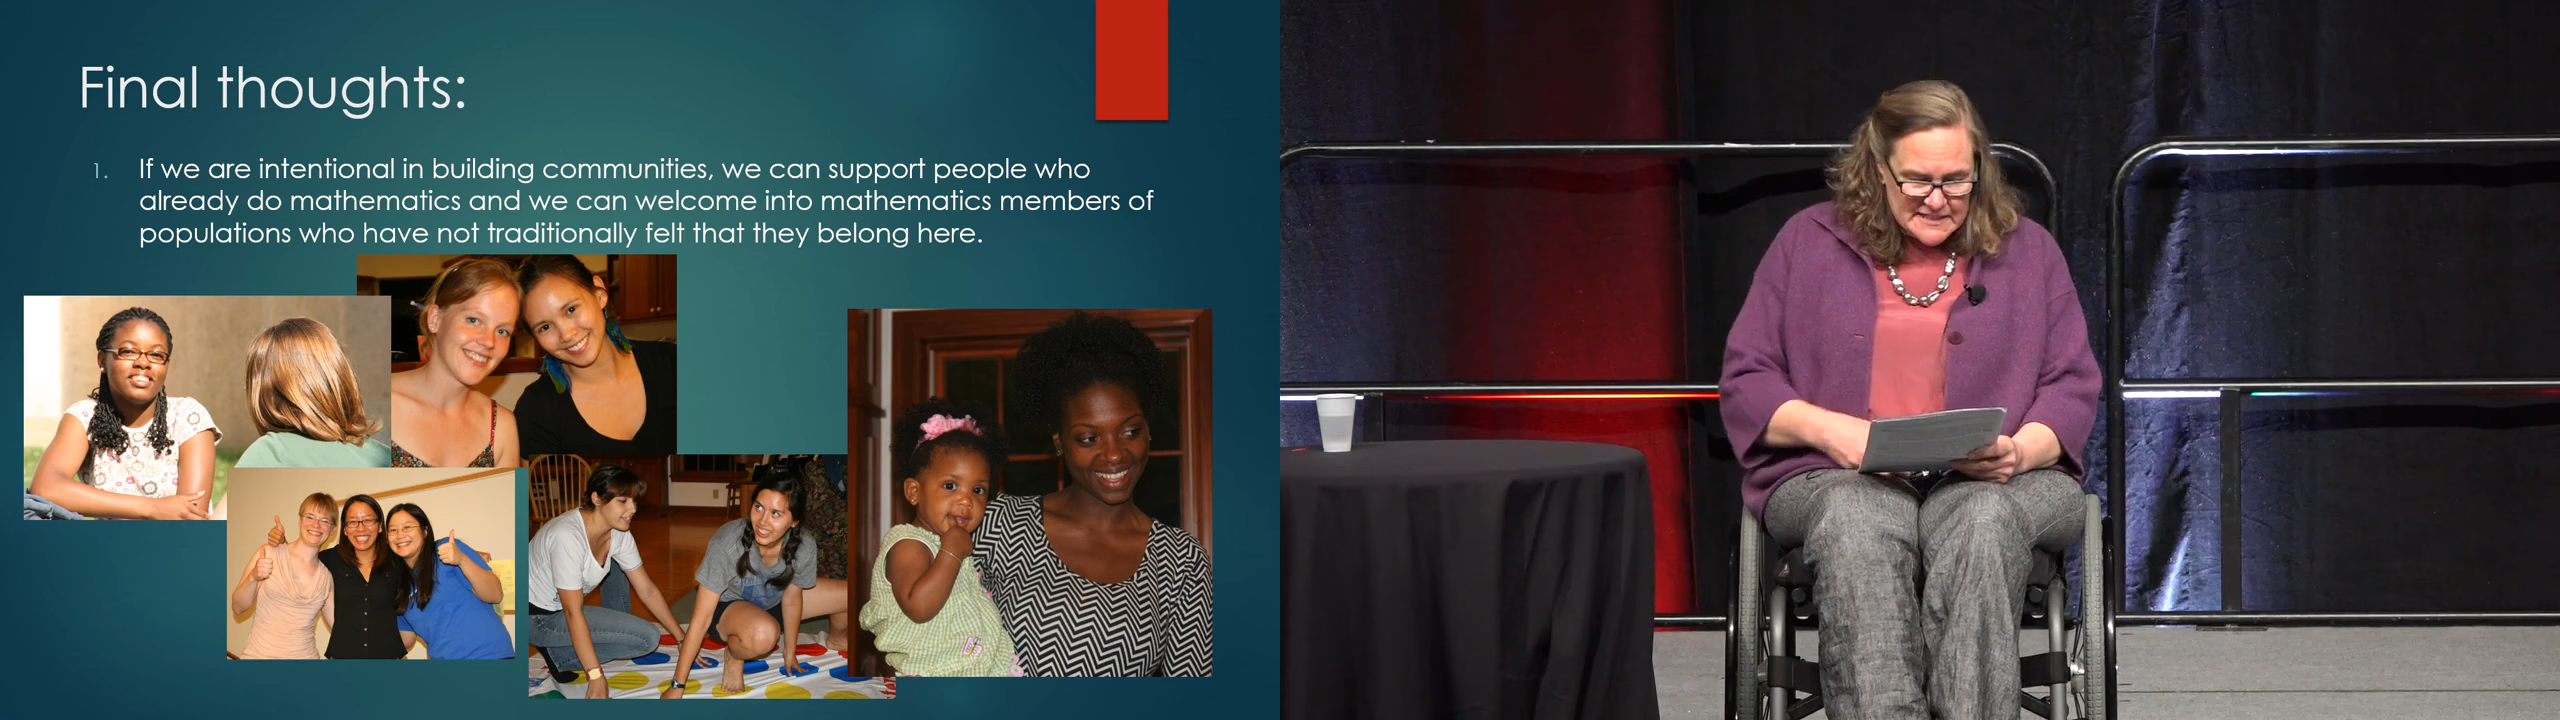 Final thoughts:
1. If we are intentional in building communities, we can support people who
already do mathematics and we can welcome into mathematics members of
populations who have not traditionally felt that they belong here.